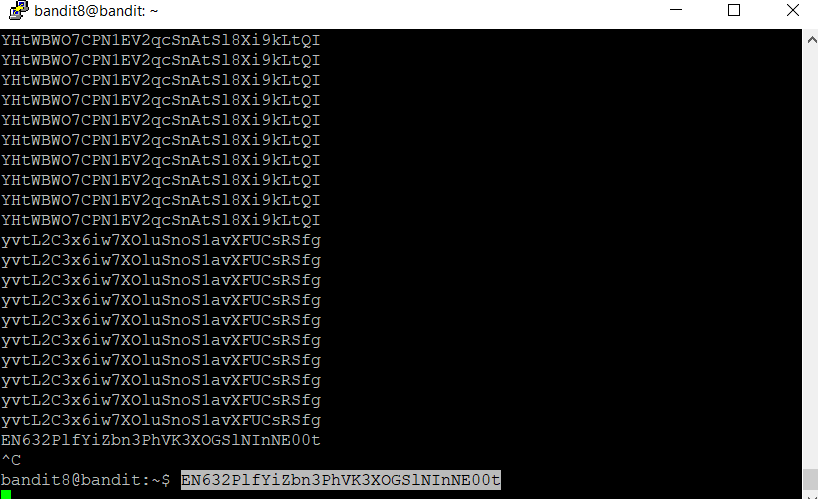 bandit8@bandit: ~
YHtWBWO7CPN1EV2qcSnAtSl8Xi9kLtQI
YHtWBWO7CPN1EV2qcSnAtSl8Xi9kLtQI
YHtWBWO7CPN1EV2qcSnAtSl8Xi9kLtQI
YHtWBWO7CPN1EV2qcSnAtSl8Xi9kLtQI
YHtWBWO7CPN1EV2qcSnAtSl8Xi9kLtQI
YHtWBWO7CPN1EV2qcSnAtSl8Xi9kLtQI
YHtWBWO7CPN1EV2qcSnAtSl8Xi9kLtQI
YHtWBWO7CPN1EV2qcSnAtSl8Xi9kLtQI
YHtWBWO7CPN1EV2qcSnAtSl8Xi9kLtQI
YHtWBWO7CPN1EV2qcSnAtSl8Xi9kLtQI
yvtL2C3x6iw7XOluSnoS1avXFUCsRSfg
yvtL2C3x6iw7XOluSnoS1avXFUCsRSfg
yvtL2C3x6iw7XOluSnoS1avXFUCsRSfg
yvtL2C3x6iw7XOluSnoS1avXFUCsRSfg
yvtL2C3x6iw7XOluSnoS1avXFUCsRSfg
yvtL2C3x6iw7XOluSnoS1avXFUCsRSfg
yvtL2C3x6iw7XOluSnoS1avXFUCsRSfg
yvtL2C3x6iw7XOluSnoS1avXFUCsRSfg
yvtL2C3x6iw7XOluSnoS1avXFUCsRSfg
yvtL2C3x6iw7XOluSnoS1avXFUCsRSfg
EN632PlfYiZbn3PhVK3XOGSlNInNE00t
^C
bandit8@bandit:~$ EN632PlfYiZbn3PhVK3XOGSlNInNE00t